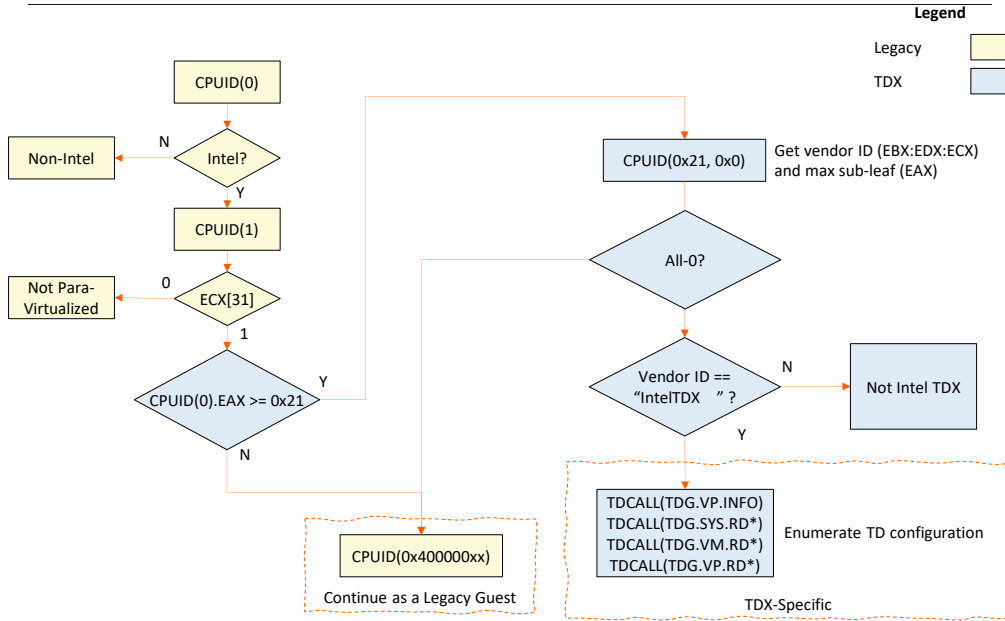 Legend
Legacy
TDX
CPUID(0)
N
Non-Intel
Intel?
Y
CPUID(1)
0
Not Para-
Virtualized
ECX[31]
1
Y
CPUID(0).EAX >= 0x21
N
CPUID(0x400000xx)
Continue as a Legacy Guest
CPUID(0x21, 0x0)
Get vendor ID (EBX:EDX:ECX)
and max sub-leaf (EAX)
All-0?
Vendor ID ==
“IntelTDX    ” ?
N
Not Intel TDX
Y
TDCALL(TDG.VP.INFO)
TDCALL(TDG.SYS.RD*)
TDCALL(TDG.VM.RD*)
TDCALL(TDG.VP.RD*)
Enumerate TD configuration
TDX-Specific